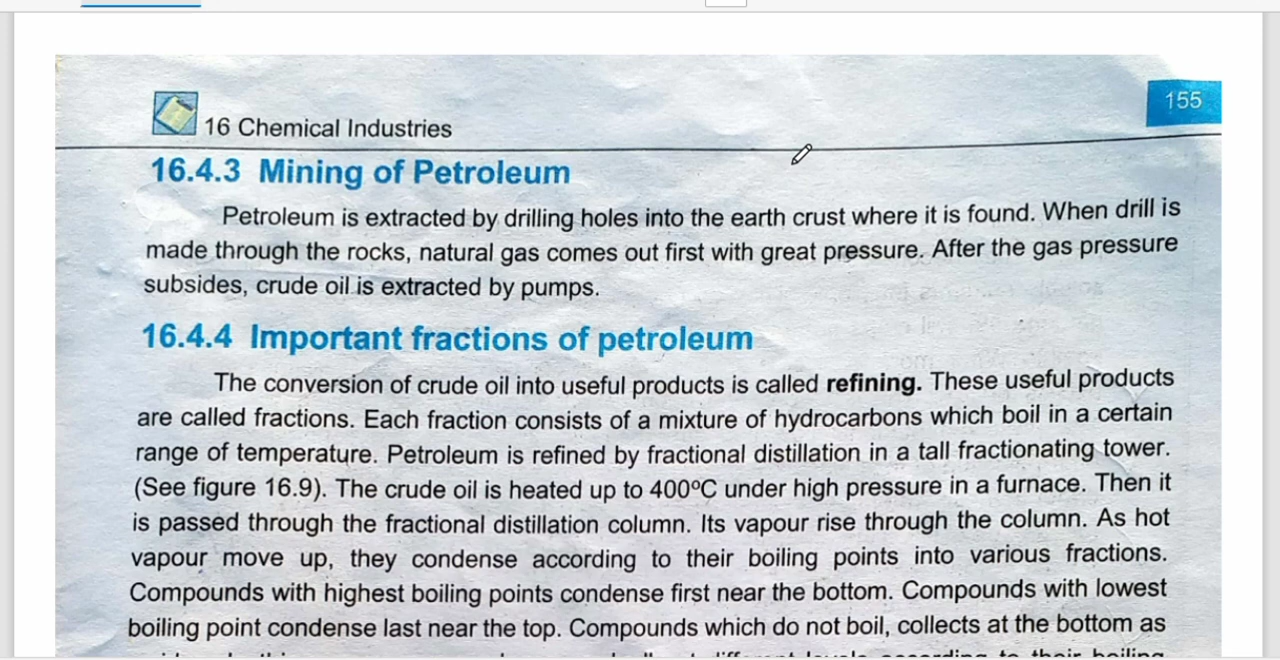 155
16 Chemical Industries
16.4.3 Mining of Petroleum
Petroleum is extracted by drilling holes into the earth crust where it is found. When drill is
made through the rocks, natural gas comes out first with great pressure. After the gas pressure
subsides, crude oil is extracted by pumps.
16.4.4 Important fractions of petroleum
The conversion of crude oil into useful products is called refining. These useful products
are called fractions. Each fraction consists of a mixture of hydrocarbons which boil in a certain
range of temperature. Petroleum is refined by fractional distillation in a tall fractionating tower.
(See figure 16.9). The crude oil is heated up to 400ºC under high pressure in a furnace. Then it
is passed through the fractional distillation column. Its vapour rise through the column. As hot
vapour move up, they condense according to their boiling points into various fractions.
Compounds with highest boiling points condense first near the bottom. Compounds with lowest
boiling point condense last near the top. Compounds which do not boil, collects at the bottom as
according to their boiling